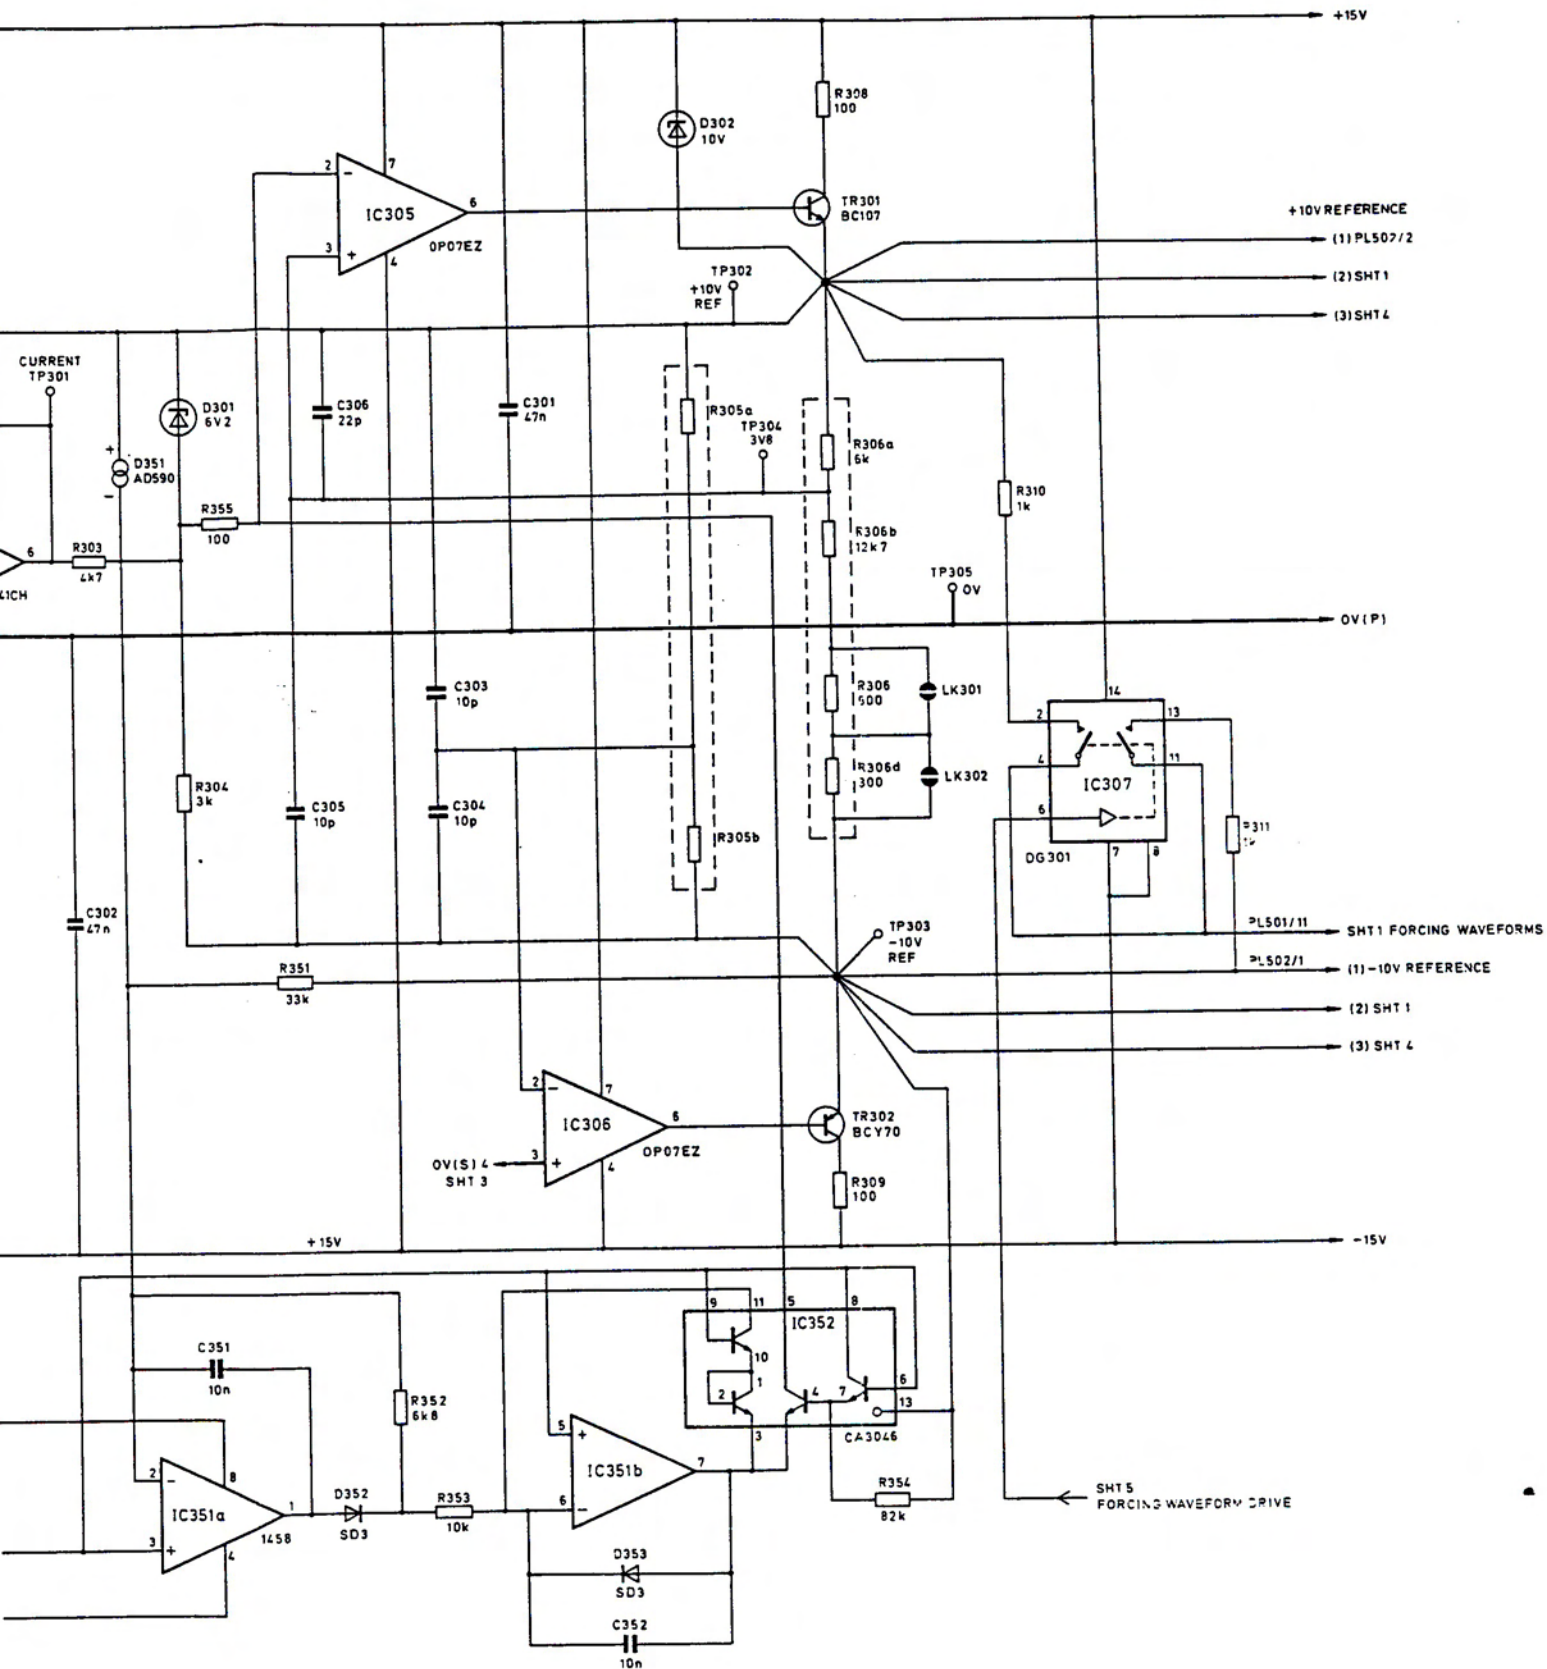 +15V
R308
100
D302
10V
2
-
7
IC305
6
TR301
BC107
+10V REFERENCE
3
+
4
OP07EZ
(1) PL502/2
TP302
+10V
REF
(2) SHT 1
(3) SHT 4
CURRENT
TP301
D301
6V2
C306
22p
C301
47n
R305a
TP304
3V8
R306a
6k
+
D351
AD590
-
R355
100
R310
1k
R306b
12k7
6
R303
4k7
41CH
TP305
0V
0V(P)
C303
10p
R306
LK301
14
2
13
4
11
IC307
R304
3k
C305
10p
C304
10p
R306d
300
LK302
6
R305b
DG301
7
8
C302
47n
TP303
-10V
REF
PL501/11
SHT 1 FORCING WAVEFORMS
R351
33k
PL502/1
(1) -10V REFERENCE
(2) SHT 1
(3) SHT 4
2
-
7
IC306
6
TR302
BCY70
0V(S) 4
SHT 3
3
+
4
OP07EZ
R309
100
+15V
-15V
9
11
5
8
IC352
C351
10n
10
1
2
4
7
6
13
R352
6k8
3
CA3046
5
+
IC351b
7
6
-
2
-
8
IC351a
1
3
+
4
1458
D352
SD3
R353
10k
R354
82k
SHT 5
FORCING WAVEFORM DRIVE
D353
SD3
C352
10n